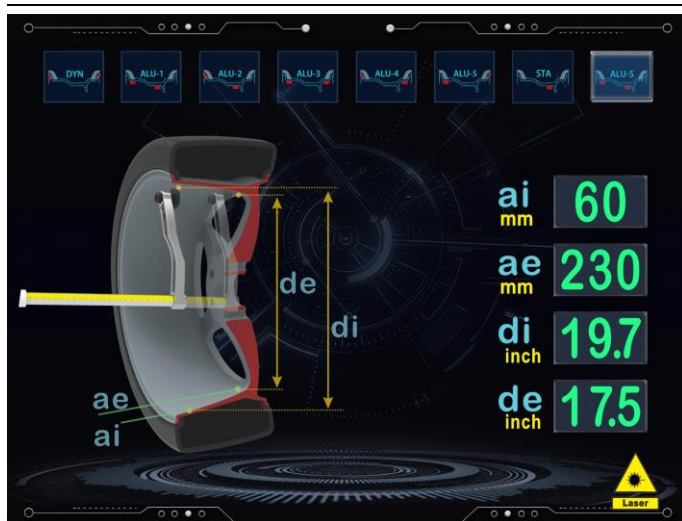 DYN ALU-1 ALU-2 ALU-3 ALU-4 ALU-5 STA ALU-S
ai
mm
60
ae
mm
230
di
inch
19.7
de
inch
17.5
de
di
ae
ai
Laser